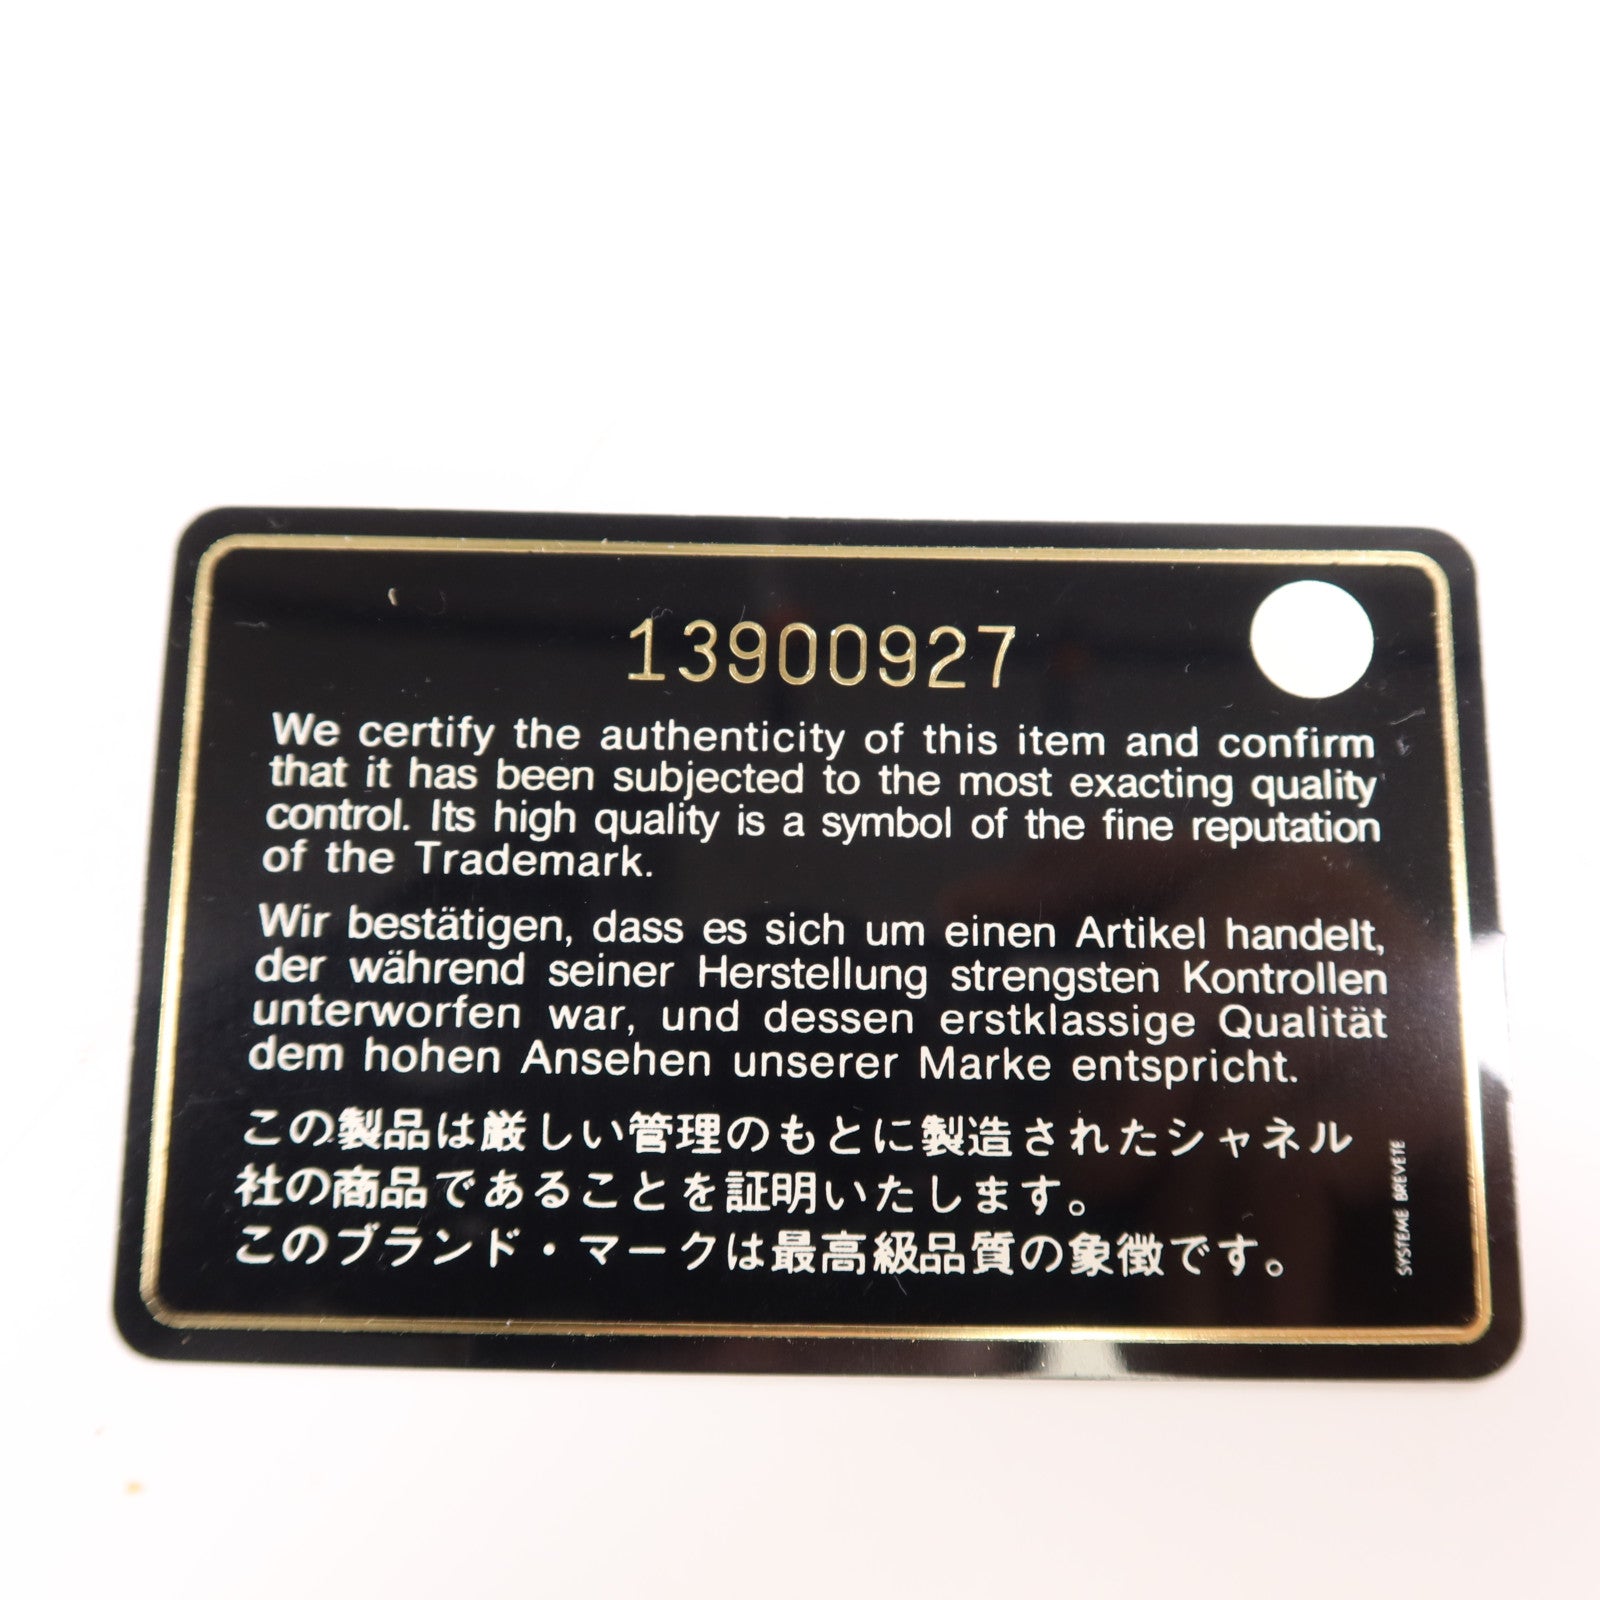 13900927
We certify the authenticity of this item and confirm
that it has been subjected to the most exacting quality
control. Its high quality is a symbol of the fine reputation
of the Trademark.
Wir bestätigen, dass es sich um einen Artikel handelt,
der während seiner Herstellung strengsten Kontrollen
unterworfen war, und dessen erstklassige Qualität
dem hohen Ansehen unserer Marke entspricht.
この製品は厳しい管理のもとに製造されたシャネル
社の商品であることを証明いたします。
このブランド・マークは最高級品質の象徴です。
SYSTEME BREVETE